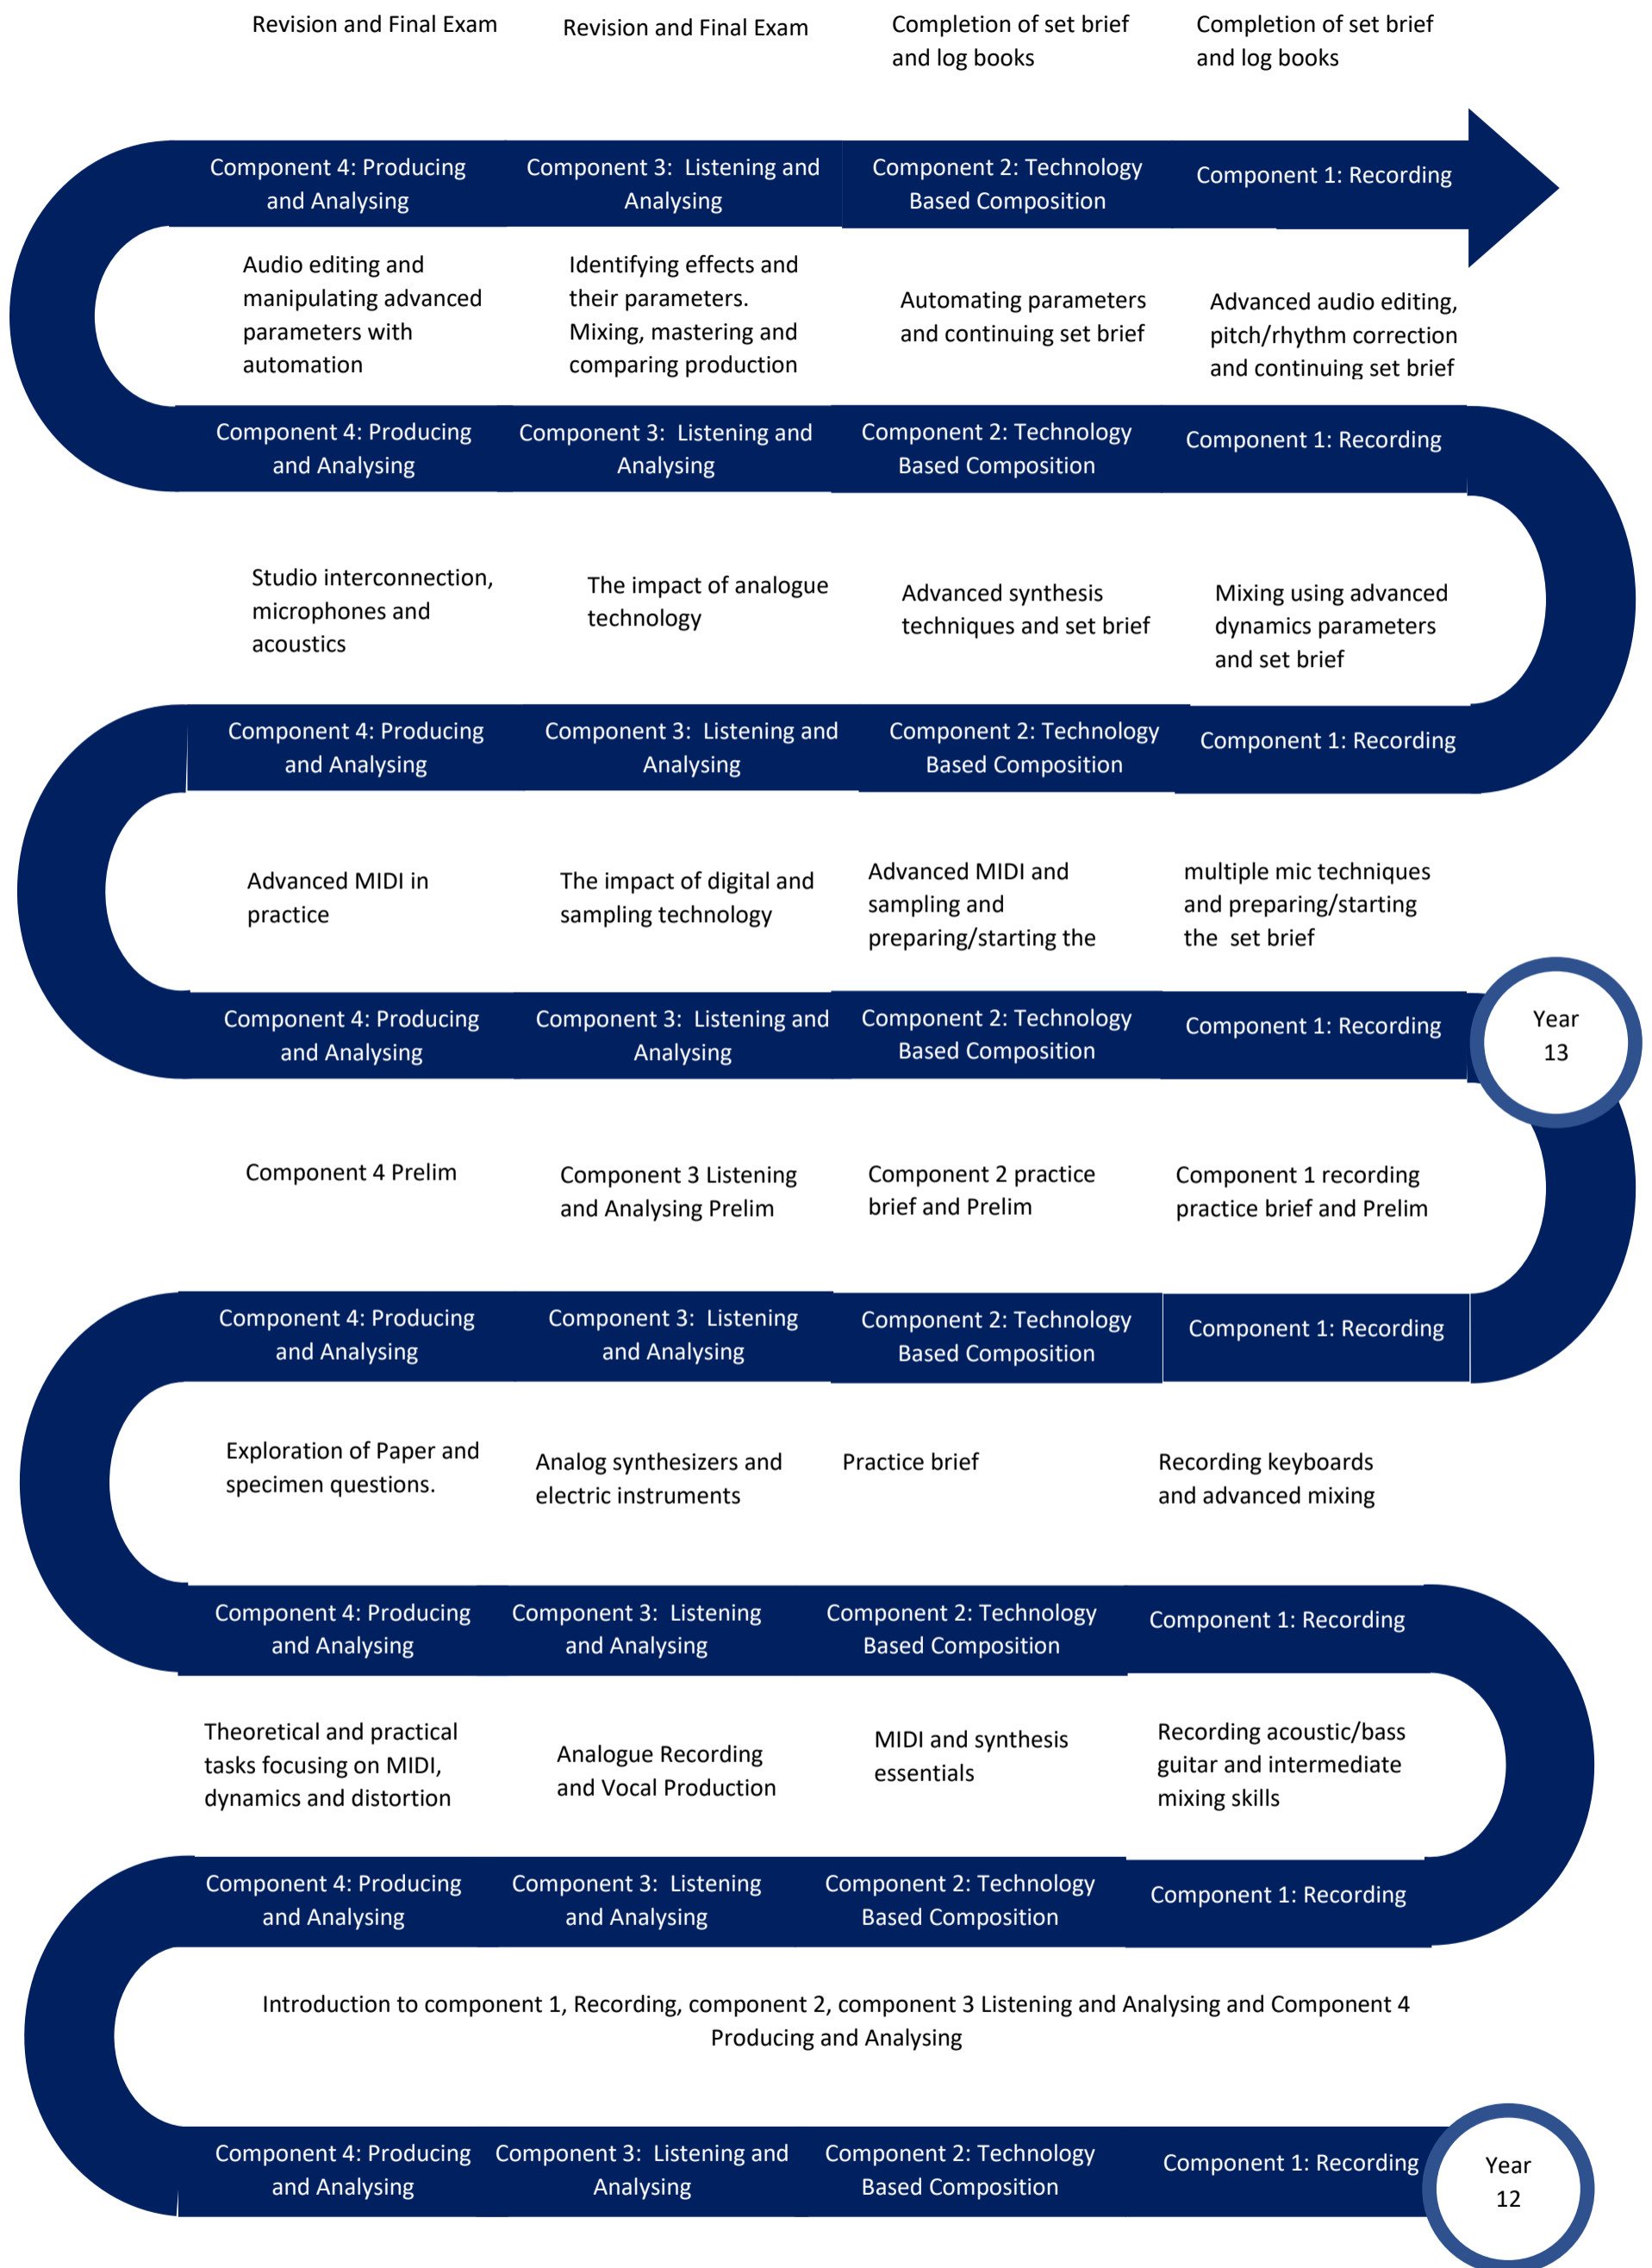 Revision and Final Exam
Revision and Final Exam
Completion of set brief
and log books
Completion of set brief
and log books
Component 4: Producing
and Analysing
Component 3:  Listening and
Analysing
Component 2: Technology
Based Composition
Component 1: Recording
Audio editing and
manipulating advanced
parameters with
automation
Identifying effects and
their parameters.
Mixing, mastering and
comparing production
Automating parameters
and continuing set brief
Advanced audio editing,
pitch/rhythm correction
and continuing set brief
Component 4: Producing
and Analysing
Component 3:  Listening and
Analysing
Component 2: Technology
Based Composition
Component 1: Recording
Studio interconnection,
microphones and
acoustics
The impact of analogue
technology
Advanced synthesis
techniques and set brief
Mixing using advanced
dynamics parameters
and set brief
Component 4: Producing
and Analysing
Component 3:  Listening and
Analysing
Component 2: Technology
Based Composition
Component 1: Recording
Advanced MIDI in
practice
The impact of digital and
sampling technology
Advanced MIDI and
sampling and
preparing/starting the
multiple mic techniques
and preparing/starting
the  set brief
Component 4: Producing
and Analysing
Component 3:  Listening and
Analysing
Component 2: Technology
Based Composition
Component 1: Recording
Year
13
Component 4 Prelim
Component 3 Listening
and Analysing Prelim
Component 2 practice
brief and Prelim
Component 1 recording
practice brief and Prelim
Component 4: Producing
and Analysing
Component 3:  Listening
and Analysing
Component 2: Technology
Based Composition
Component 1: Recording
Exploration of Paper and
specimen questions.
Analog synthesizers and
electric instruments
Practice brief
Recording keyboards
and advanced mixing
Component 4: Producing
and Analysing
Component 3:  Listening
and Analysing
Component 2: Technology
Based Composition
Component 1: Recording
Theoretical and practical
tasks focusing on MIDI,
dynamics and distortion
Analogue Recording
and Vocal Production
MIDI and synthesis
essentials
Recording acoustic/bass
guitar and intermediate
mixing skills
Component 4: Producing
and Analysing
Component 3:  Listening
and Analysing
Component 2: Technology
Based Composition
Component 1: Recording
Introduction to component 1, Recording, component 2, component 3 Listening and Analysing and Component 4
Producing and Analysing
Component 4: Producing
and Analysing
Component 3:  Listening and
Analysing
Component 2: Technology
Based Composition
Component 1: Recording
Year
12